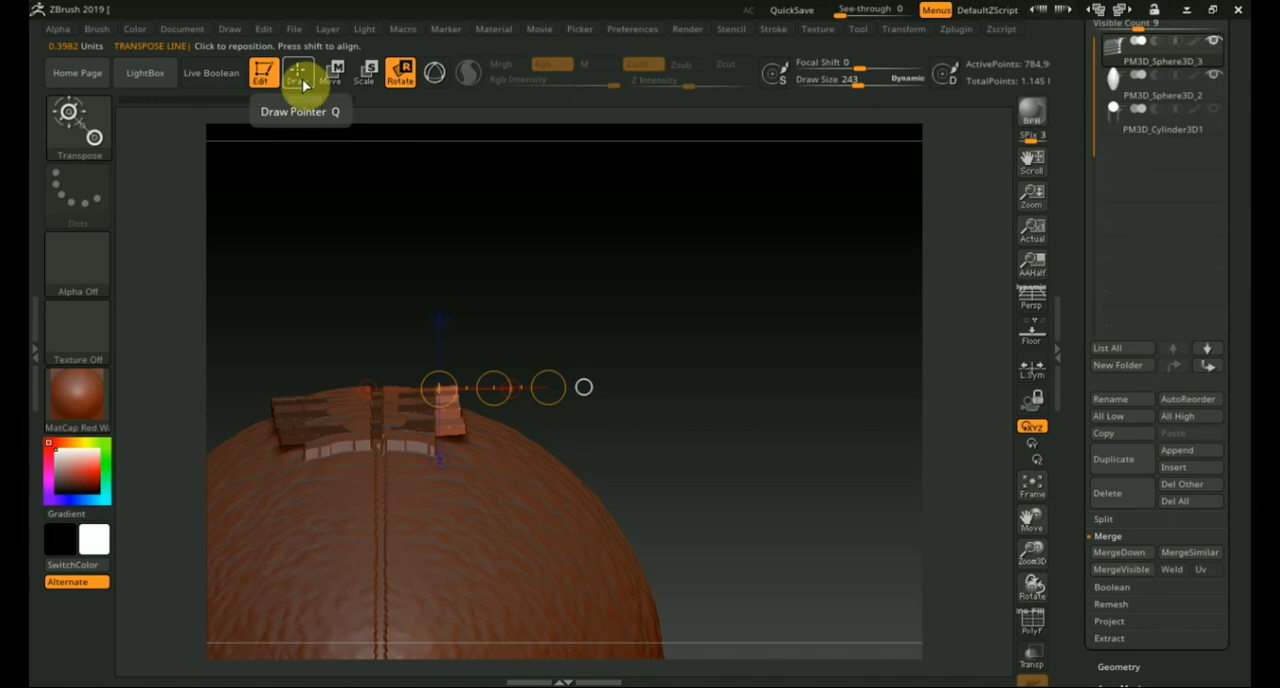 ZBrush 2019 [
AC QuickSave See-through 0 Menus DefaultZScript
Alpha Brush Color Document Draw Edit File Layer Light Macro Marker Material Movie Picker Preferences Render Stencil Stroke Texture Tool Transform Zplugin Zscript
0.3982 Units TRANSPOSE LINE| Click to reposition. Press shift to align.
Home Page LightBox Live Boolean Edit Draw Move Scale Rotate
Mrgb Rgb M Zadd Zsub Zcut
Rgb Intensity Z Intensity
Focal Shift 0
Draw Size 243 Dynamic
ActivePoints: 784,9
TotalPoints: 1.145
Draw Pointer Q
Transpose
Dots
Alpha Off
Texture Off
MatCap Red W
Gradient
SwitchColor
Alternate
BPR
SPix 3
Scroll
Zoom
Actual
AAHalf
Dynamic
Persp
Floor
L.Sym
XYZ
Frame
Move
Zoom3D
Rotate
Line Fill
PolyF
Transp
Visible Count 9
PM3D_Sphere3D_3
PM3D_Sphere3D_2
PM3D_Cylinder3D1
List All
New Folder
Rename AutoReorder
All Low All High
Copy Paste
Duplicate Append
Insert
Delete Del Other
Del All
Split
Merge
MergeDown MergeSimilar
MergeVisible Weld Uv
Boolean
Remesh
Project
Extract
Geometry